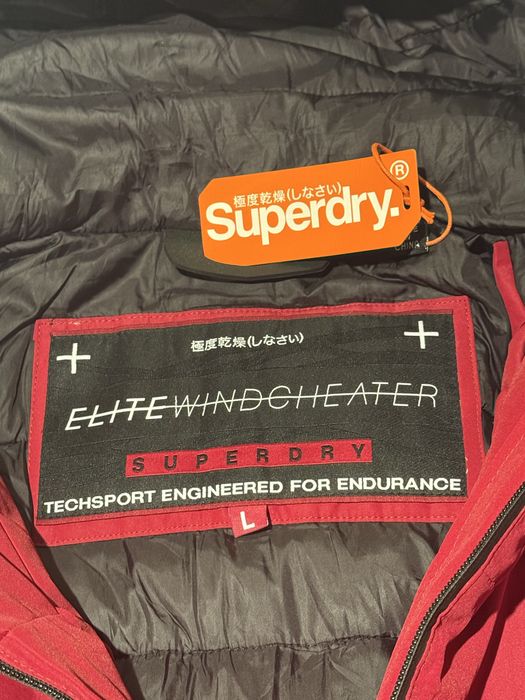 極度乾燥(しなさい)
Superdry.®
CHINA
極度乾燥(しなさい)
ELITE WINDCHEATER
SUPERDRY
TECHSPORT ENGINEERED FOR ENDURANCE
L